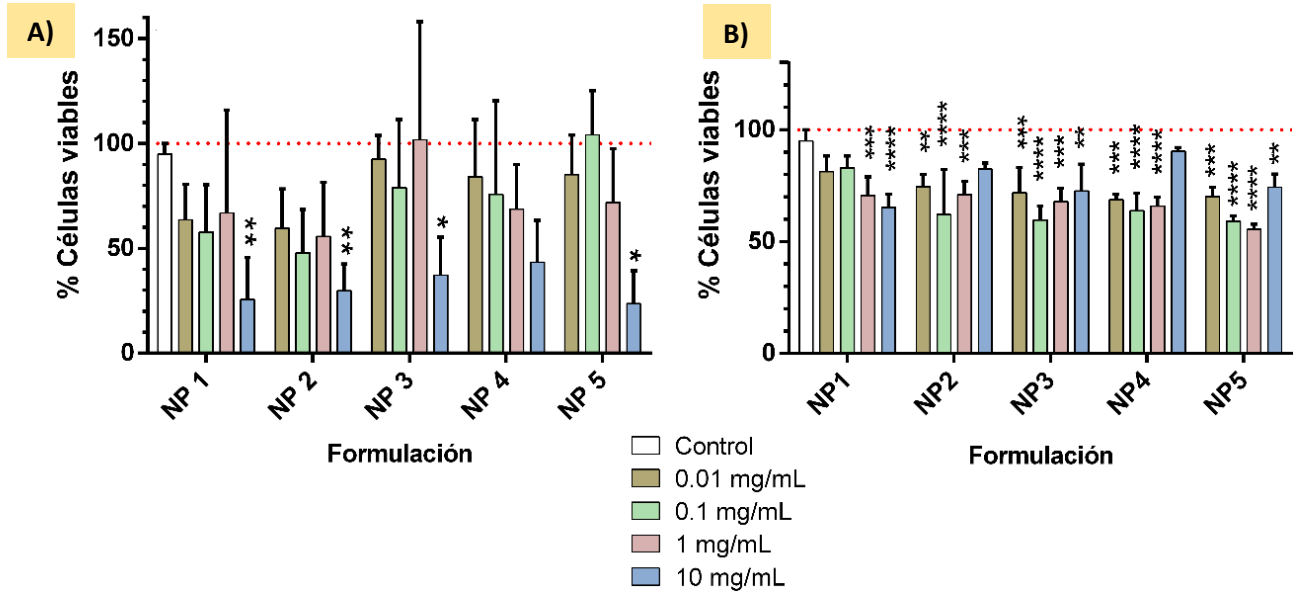 A)
% Células viables
150
100
50
0
**
**
*
*
NP 1
NP 2
NP 3
NP 4
NP 5
Formulación
B)
% Células viables
100
50
0
***
****
**
****
***
***
****
***
**
***
****
****
***
****
****
**
NP1
NP2
NP3
NP4
NP5
Formulación
Control
0.01 mg/mL
0.1 mg/mL
1 mg/mL
10 mg/mL